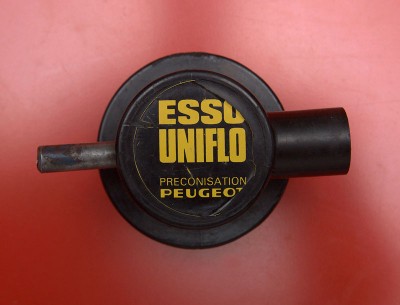 ESSO
UNIFLO
PRECONISATION
PEUGEOT